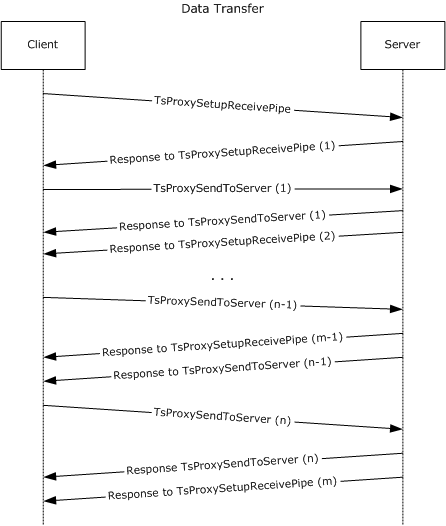 Data Transfer
Client
Server
TsProxySetupReceivePipe
Response to TsProxySetupReceivePipe (1)
TsProxySendToServer (1)
Response to TsProxySendToServer (1)
Response to TsProxySetupReceivePipe (2)
. . .
TsProxySendToServer (n-1)
Response to TsProxySetupReceivePipe (m-1)
Response to TsProxySendToServer (n-1)
TsProxySendToServer (n)
Response TsProxySendToServer (n)
Response to TsProxySetupReceivePipe (m)